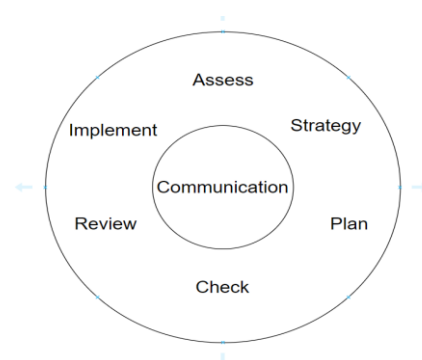 Assess
Implement
Strategy
Communication
Review
Plan
Check